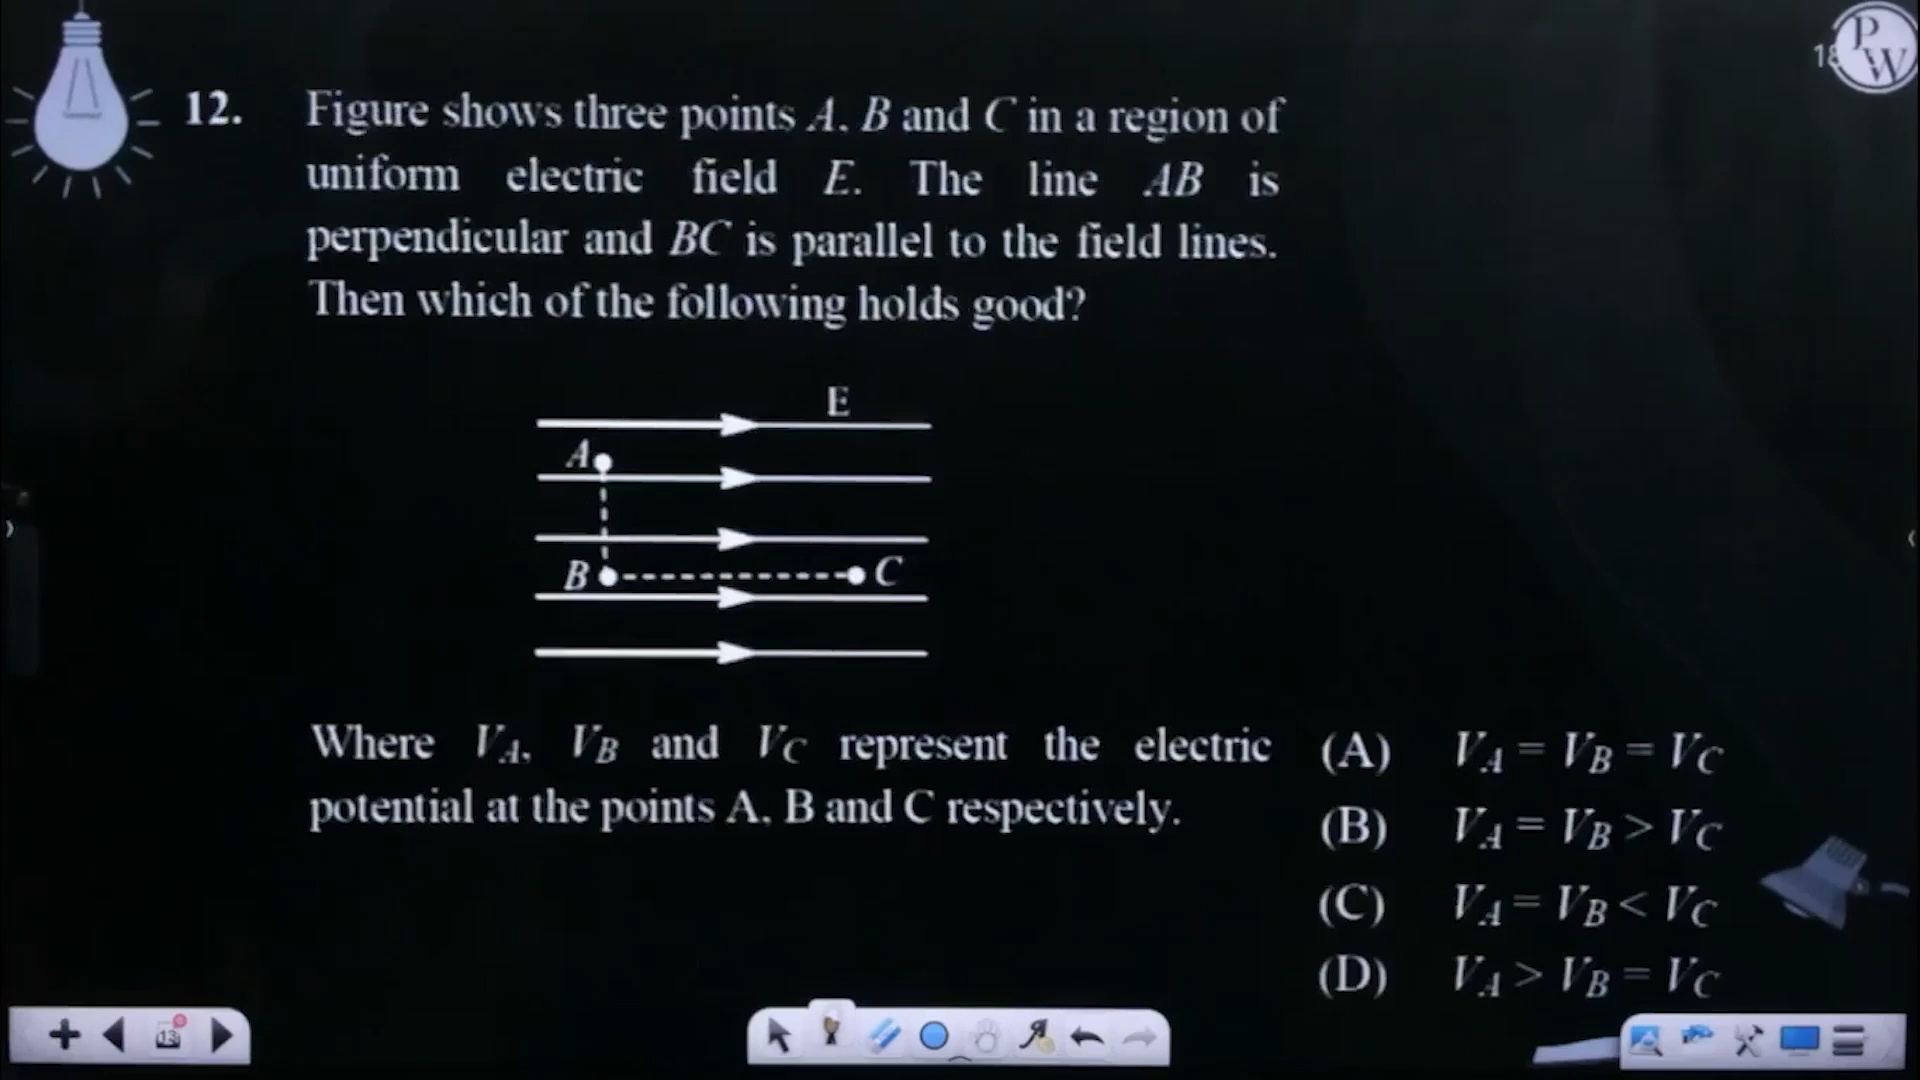 PW
12. Figure shows three points A, B and C in a region of
uniform electric field E. The line AB is
perpendicular and BC is parallel to the field lines.
Then which of the following holds good?
E
A
B C
Where V_A, V_B and V_C represent the electric
potential at the points A, B and C respectively.
(A) V_A = V_B = V_C
(B) V_A = V_B > V_C
(C) V_A = V_B < V_C
(D) V_A > V_B = V_C
13